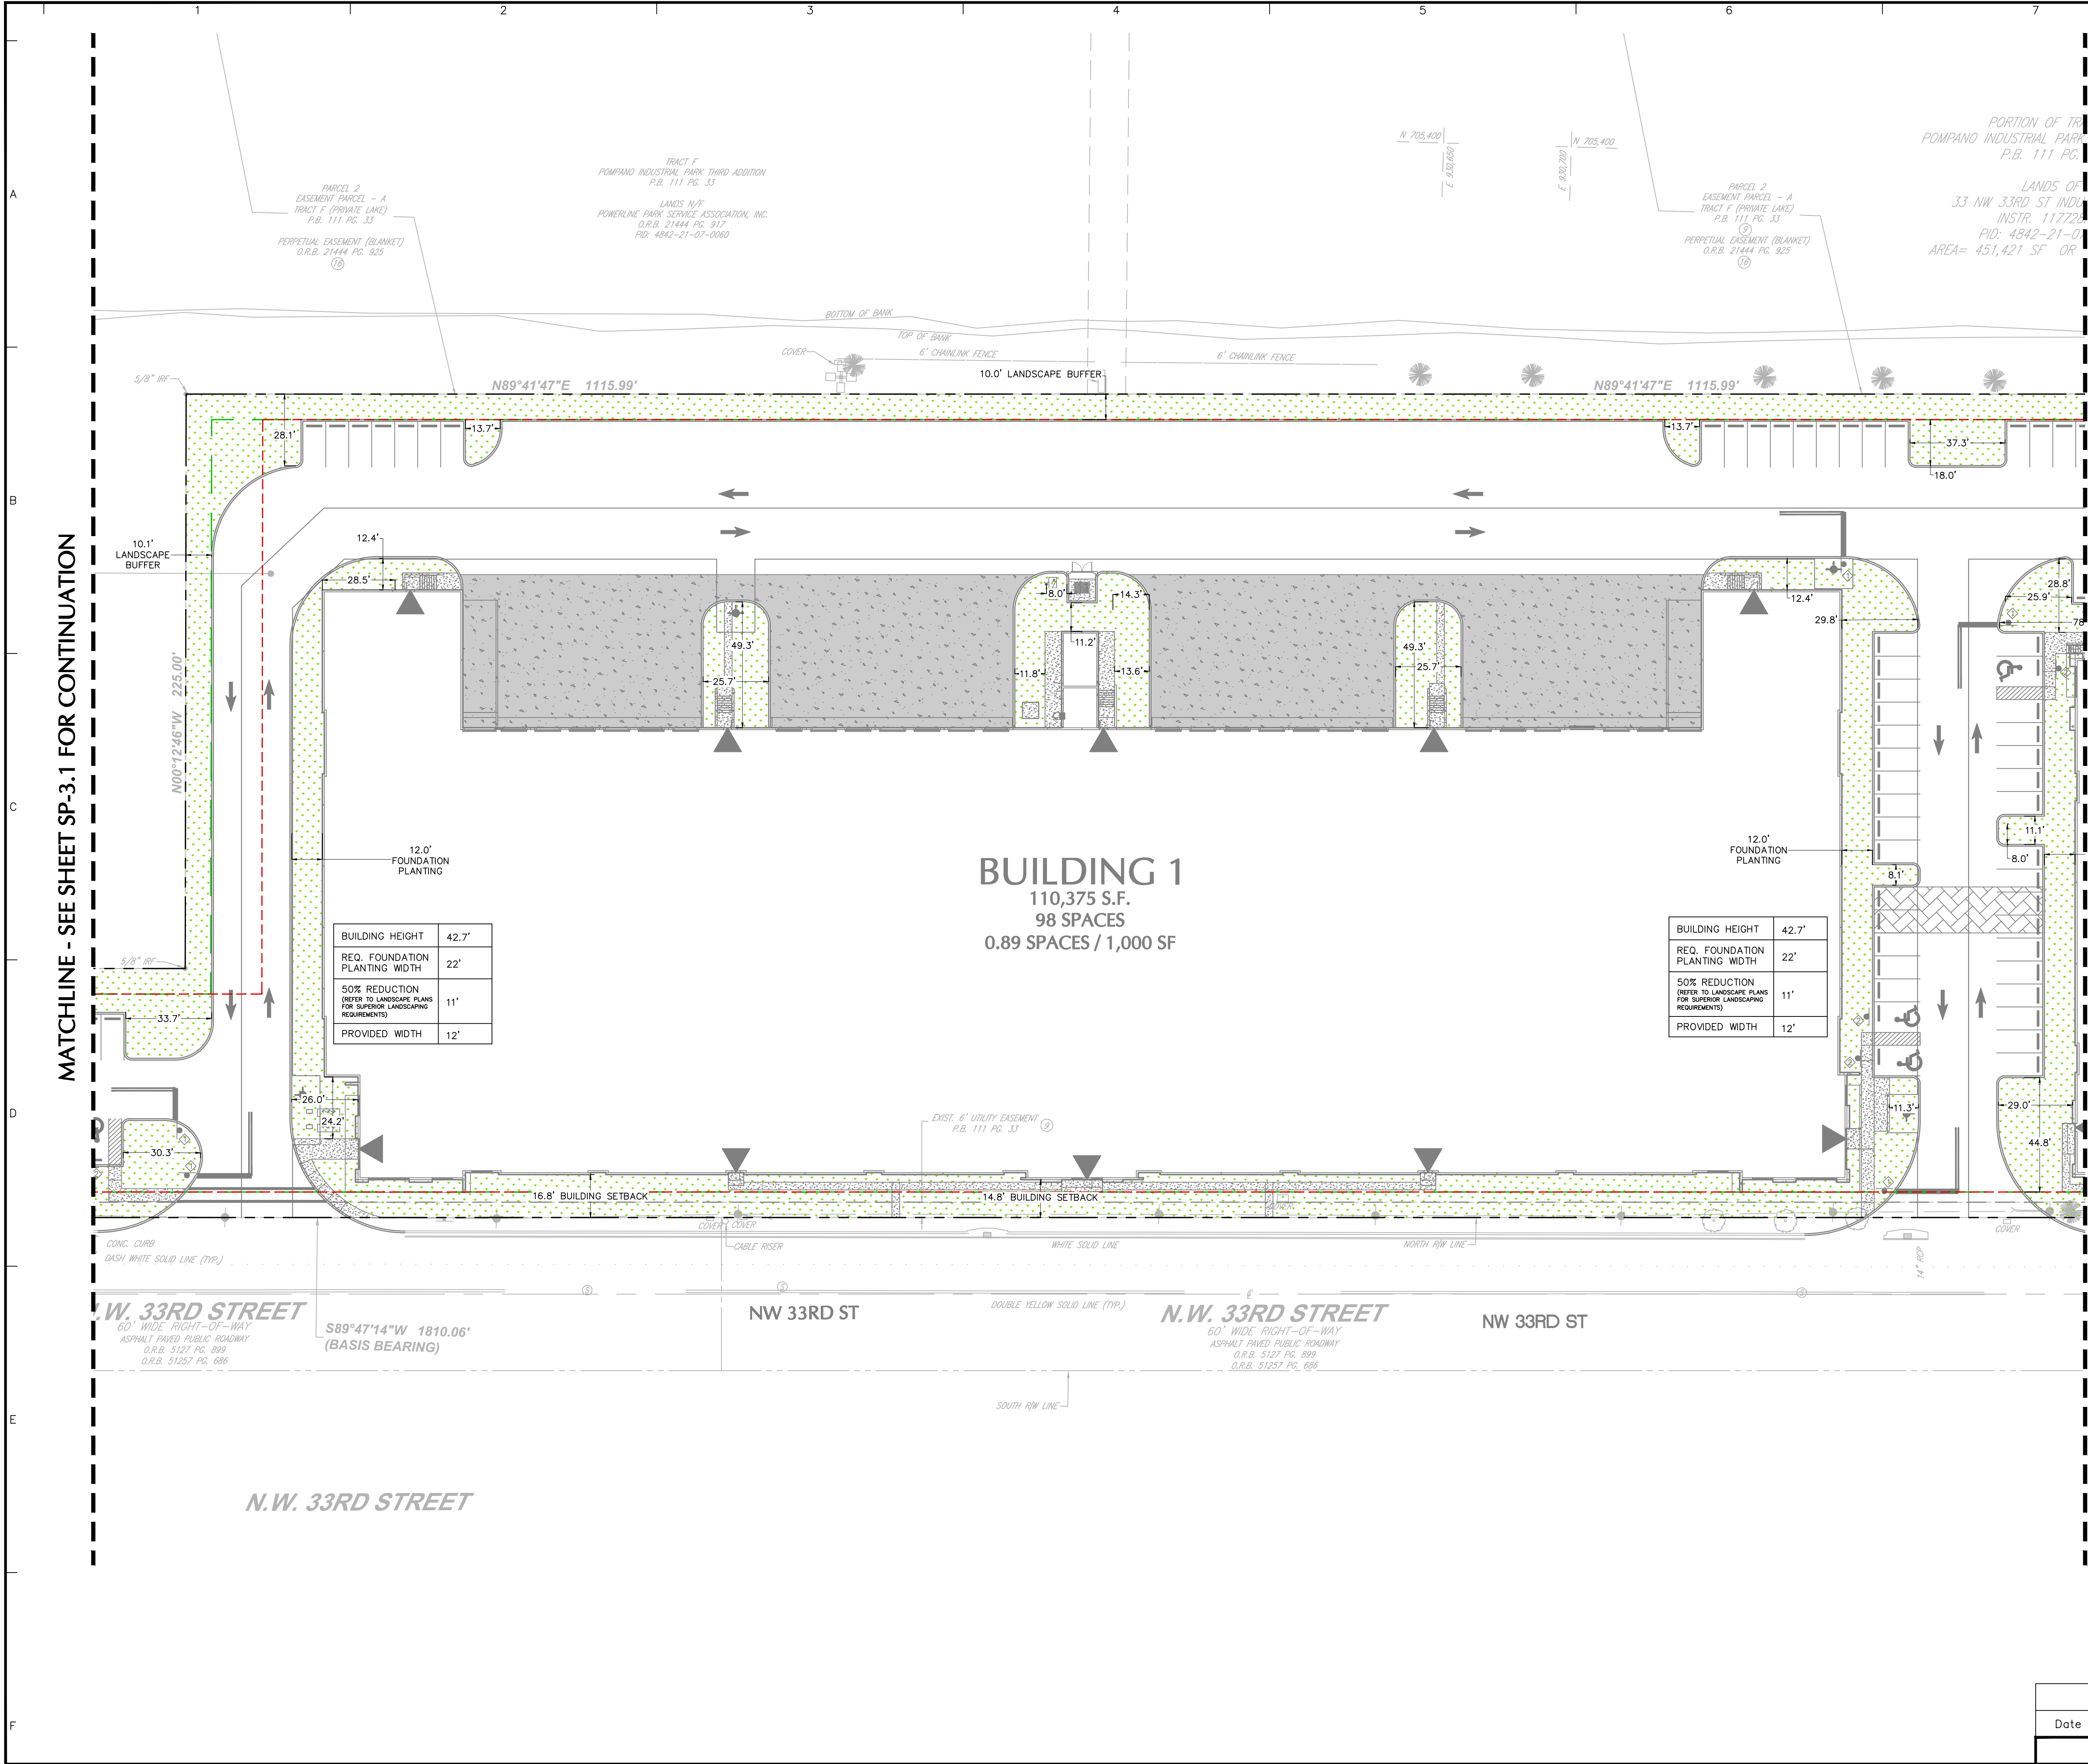 1
2
3
4
5
6
7
A
B
C
D
E
F
MATCHLINE - SEE SHEET SP-3.1 FOR CONTINUATION
PARCEL 2
EASEMENT PARCEL - A
TRACT F (PRIVATE LAKE)
P.B. 111 PG. 33
PERPETUAL EASEMENT (BLANKET)
O.R.B. 21444 PG. 925
16
TRACT F
POMPANO INDUSTRIAL PARK THIRD ADDITION
P.B. 111 PG. 33
LANDS N/F
POWERLINE PARK SERVICE ASSOCIATION, INC.
O.R.B. 21444 PG. 917
PID: 4842-21-07-0060
N 705,400
E 930,650
N 705,400
E 930,700
PARCEL 2
EASEMENT PARCEL - A
TRACT F (PRIVATE LAKE)
P.B. 111 PG. 33
9
PERPETUAL EASEMENT (BLANKET)
O.R.B. 21444 PG. 925
16
PORTION OF TRA
POMPANO INDUSTRIAL PARK
P.B. 111 PG.
LANDS OF
33 NW 33RD ST INDU
INSTR. 117728
PID: 4842-21-07
AREA= 451,421 SF OR
BOTTOM OF BANK
TOP OF BANK
COVER
6' CHAINLINK FENCE
6' CHAINLINK FENCE
10.0' LANDSCAPE BUFFER
5/8" IRF
N89°41'47"E 1115.99'
N89°41'47"E 1115.99'
28.1'
13.7'
13.7'
37.3'
18.0'
10.1'
LANDSCAPE
BUFFER
12.4'
28.5'
8.0'
14.3'
11.2'
49.3'
25.7'
11.8'
13.6'
49.3'
25.7'
12.4'
29.8'
28.8'
25.9'
78
N00°12'46"W 225.00'
12.0'
FOUNDATION
PLANTING
BUILDING 1
110,375 S.F.
98 SPACES
0.89 SPACES / 1,000 SF
12.0'
FOUNDATION
PLANTING
11.1'
8.0'
8.1'
BUILDING HEIGHT 42.7'
REQ. FOUNDATION
PLANTING WIDTH 22'
50% REDUCTION
(REFER TO LANDSCAPE PLANS
FOR SUPERIOR LANDSCAPING
REQUIREMENTS) 11'
PROVIDED WIDTH 12'
BUILDING HEIGHT 42.7'
REQ. FOUNDATION
PLANTING WIDTH 22'
50% REDUCTION
(REFER TO LANDSCAPE PLANS
FOR SUPERIOR LANDSCAPING
REQUIREMENTS) 11'
PROVIDED WIDTH 12'
5/8" IRF
33.7'
30.3'
26.0'
24.2'
EXIST. 6' UTILITY EASEMENT
P.B. 111 PG. 33
9
11.3'
29.0'
44.8'
16.8' BUILDING SETBACK
14.8' BUILDING SETBACK
COVER
COVER
COVER
COVER
CABLE RISER
WHITE SOLID LINE
NORTH R/W LINE
14" RCP
CONC. CURB
DASH WHITE SOLID LINE (TYP.)
S
S
S
.W. 33RD STREET
60' WIDE RIGHT-OF-WAY
ASPHALT PAVED PUBLIC ROADWAY
O.R.B. 5127 PG. 899
O.R.B. 51257 PG. 686
S89°47'14"W 1810.06'
(BASIS BEARING)
NW 33RD ST
DOUBLE YELLOW SOLID LINE (TYP.)
N.W. 33RD STREET
60' WIDE RIGHT-OF-WAY
ASPHALT PAVED PUBLIC ROADWAY
O.R.B. 5127 PG. 899
O.R.B. 51257 PG. 686
NW 33RD ST
SOUTH R/W LINE
N.W. 33RD STREET
Date